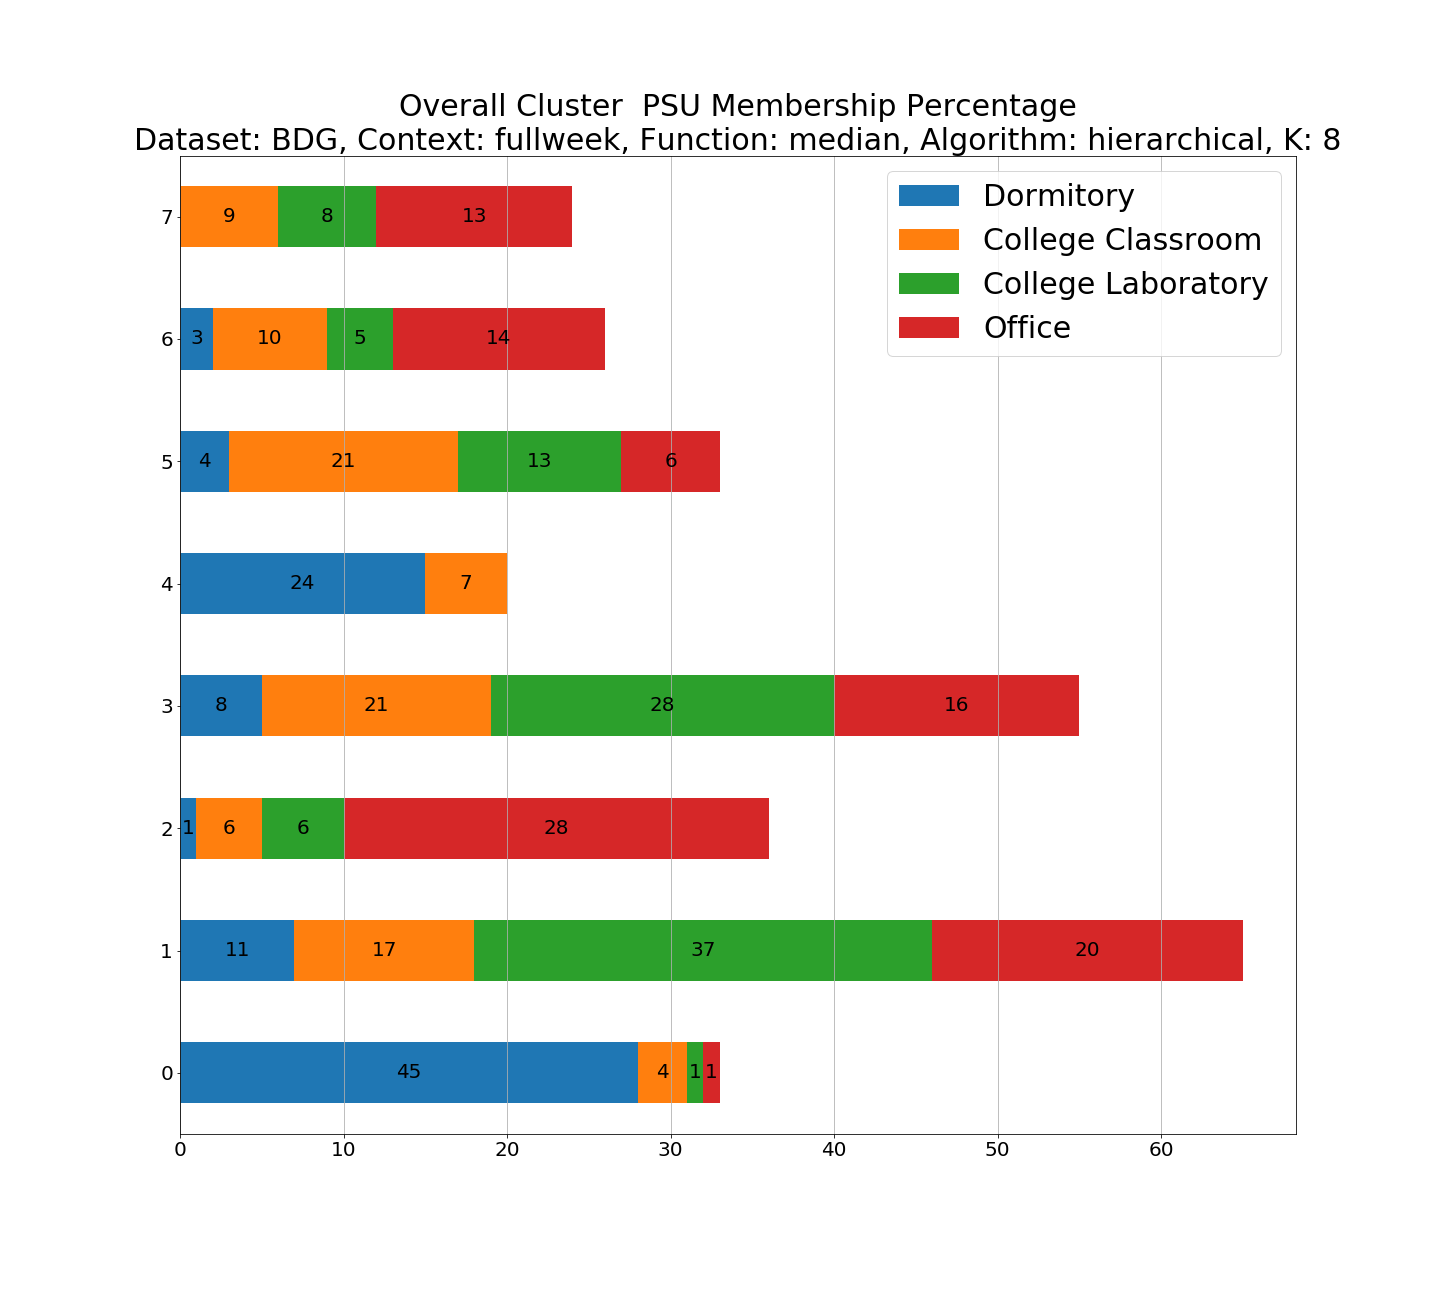 Overall Cluster  PSU Membership Percentage
Dataset: BDG, Context: fullweek, Function: median, Algorithm: hierarchical, K: 8
Dormitory
College Classroom
College Laboratory
Office
7 9 8 13
6 3 10 5 14
5 4 21 13 6
4 24 7
3 8 21 28 16
2 1 6 6 28
1 11 17 37 20
0 45 4 1 1
0 10 20 30 40 50 60